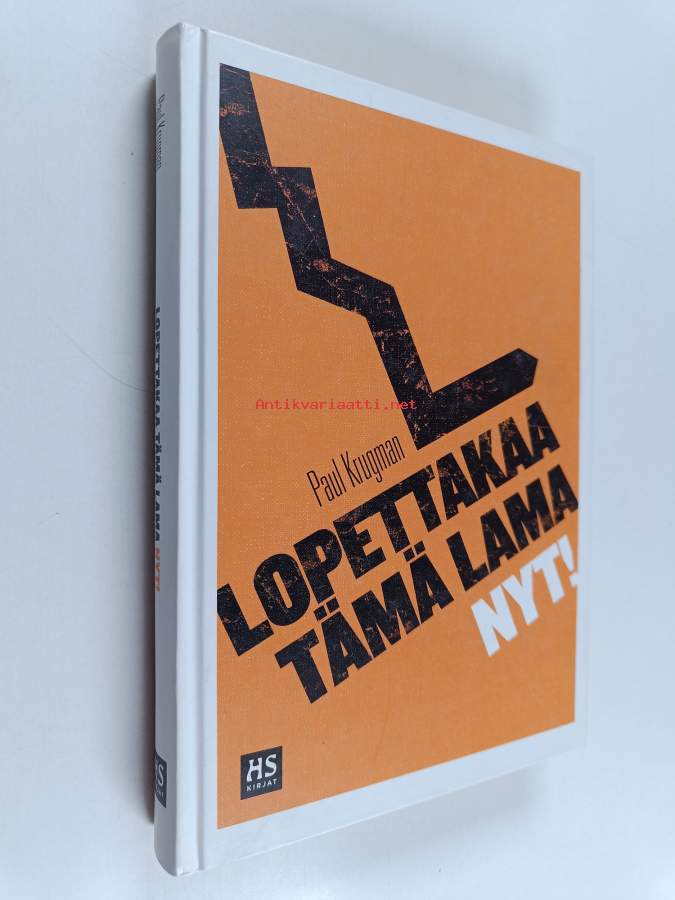 Paul Krugman
LOPETTAKAA TÄMÄ LAMA NYT!
Antikvariaatti.net
Paul Krugman
LOPETTAKAA
TÄMÄ LAMA
NYT!
HS
KIRJAT